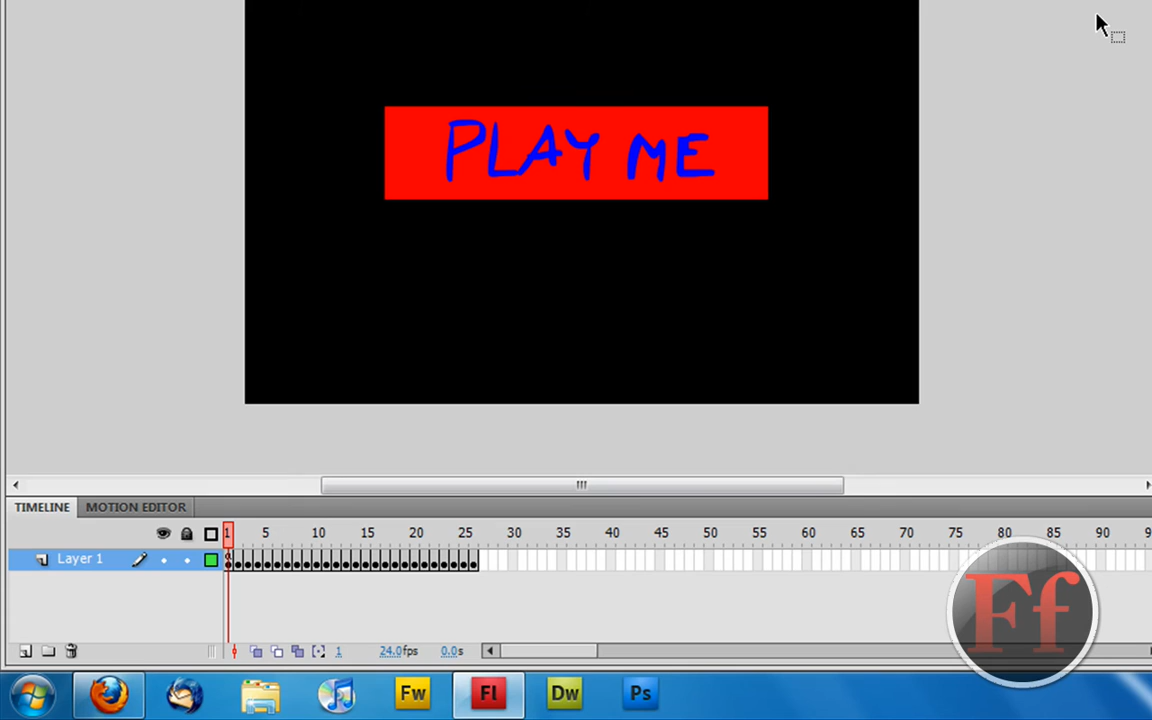 PLAY ME
TIMELINE MOTION EDITOR
1 5 10 15 20 25 30 35 40 45 50 55 60 65 70 75 80 85 90 9
Layer 1
Ff
1 24.0fps 0.0s
Fw Fl Dw Ps